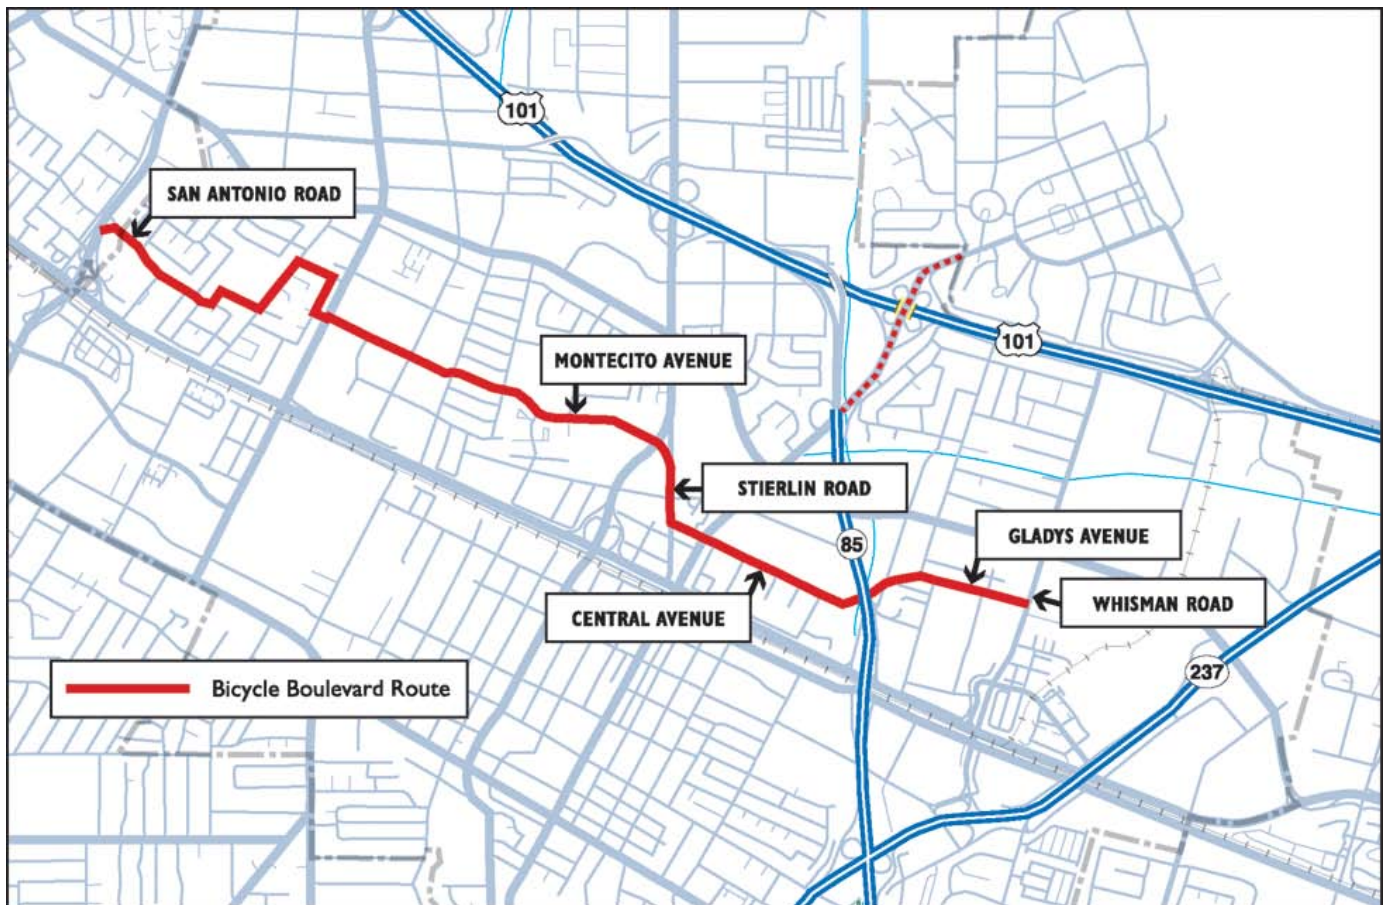 101
SAN ANTONIO ROAD
101
MONTECITO AVENUE
STIERLIN ROAD
GLADYS AVENUE
85
CENTRAL AVENUE
WHISMAN ROAD
237
Bicycle Boulevard Route